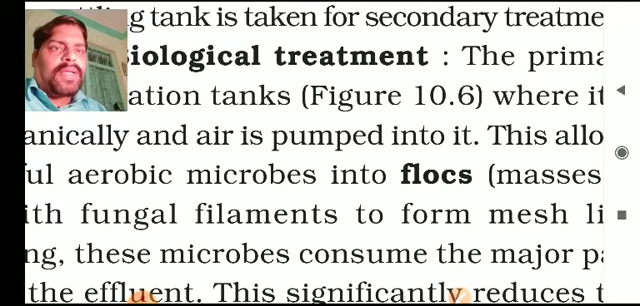 tank is taken for secondary treatme
iological treatment : The prima
ation tanks (Figure 10.6) where it
anically and air is pumped into it. This allo
ul aerobic microbes into flocs (masses
ith fungal filaments to form mesh li
ng, these microbes consume the major pa
the effluent. This significantly reduces t